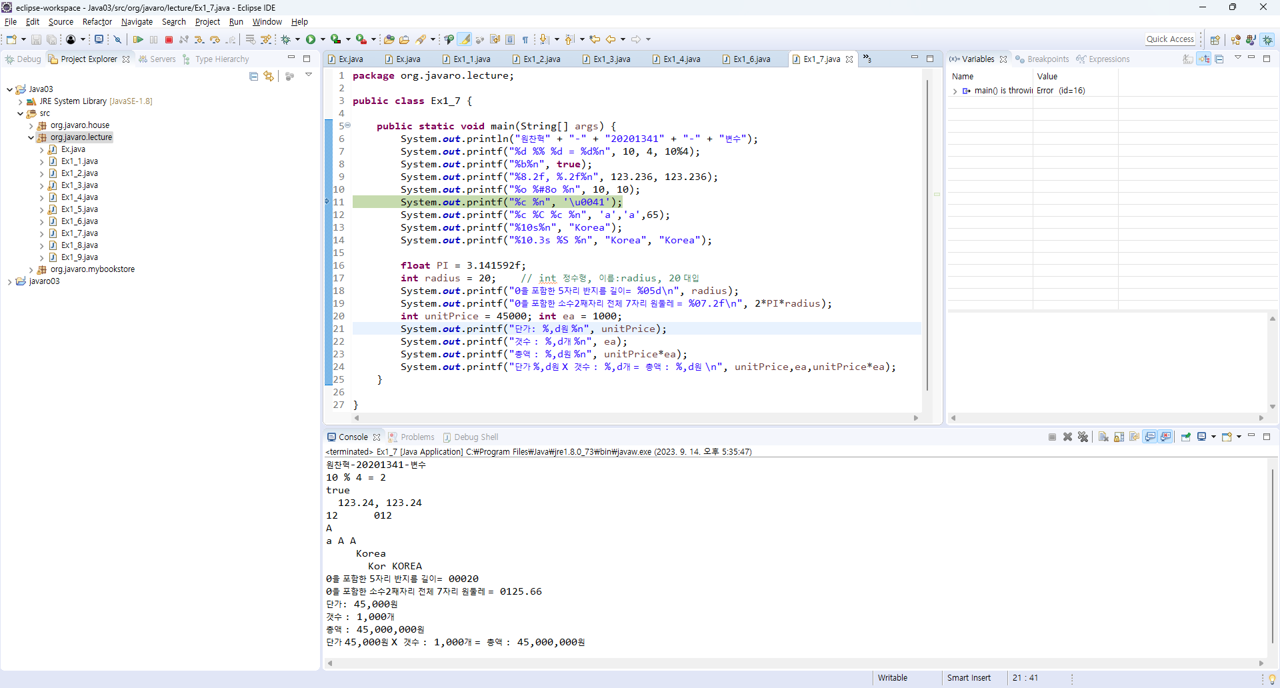 eclipse-workspace - Java03/src/org/javaro/lecture/Ex1_7.java - Eclipse IDE
File Edit Source Refactor Navigate Search Project Run Window Help
Quick Access
Debug Project Explorer Servers Type Hierarchy
Java03
JRE System Library [JavaSE-1.8]
src
org.javaro.house
org.javaro.lecture
Ex.java
Ex1_1.java
Ex1_2.java
Ex1_3.java
Ex1_4.java
Ex1_5.java
Ex1_6.java
Ex1_7.java
Ex1_8.java
Ex1_9.java
org.javaro.mybookstore
javaro03
Ex.java Ex.java Ex1_1.java Ex1_2.java Ex1_3.java Ex1_4.java Ex1_6.java Ex1_7.java »3
1 package org.javaro.lecture;
2
3 public class Ex1_7 {
4
5 public static void main(String[] args) {
6 System.out.println("원찬혁" + "-" + "20201341" + "-" + "변수");
7 System.out.printf("%d %% %d = %d%n", 10, 4, 10%4);
8 System.out.printf("%b%n", true);
9 System.out.printf("%8.2f, %.2f%n", 123.236, 123.236);
10 System.out.printf("%o %#8o %n", 10, 10);
11 System.out.printf("%c %n", '\u0041');
12 System.out.printf("%c %C %c %n", 'a','a',65);
13 System.out.printf("%10s%n", "Korea");
14 System.out.printf("%10.3s %S %n", "Korea", "Korea");
15
16 float PI = 3.141592f;
17 int radius = 20; // int 정수형, 이름:radius, 20 대입
18 System.out.printf("0을 포함한 5자리 반지름 길이= %05d\n", radius);
19 System.out.printf("0을 포함한 소수2째자리 전체 7자리 원둘레 = %07.2f\n", 2*PI*radius);
20 int unitPrice = 45000; int ea = 1000;
21 System.out.printf("단가: %,d원 %n", unitPrice);
22 System.out.printf("갯수 : %,d개 %n", ea);
23 System.out.printf("총액 : %,d원 %n", unitPrice*ea);
24 System.out.printf("단가 %,d원 X 갯수 : %,d개 = 총액 : %,d원 \n", unitPrice,ea,unitPrice*ea);
25 }
26
27 }
Variables Breakpoints Expressions
Name Value
main() is throwin Error (id=16)
Console Problems Debug Shell
<terminated> Ex1_7 [Java Application] C:₩Program Files₩Java₩jre1.8.0_73₩bin₩javaw.exe (2023. 9. 14. 오후 5:35:47)
원찬혁-20201341-변수
10 % 4 = 2
true
123.24, 123.24
12 012
A
a A A
Korea
Kor KOREA
0을 포함한 5자리 반지름 길이= 00020
0을 포함한 소수2째자리 전체 7자리 원둘레 = 0125.66
단가: 45,000원
갯수 : 1,000개
총액 : 45,000,000원
단가 45,000원 X 갯수 : 1,000개 = 총액 : 45,000,000원
Writable Smart Insert 21 : 41